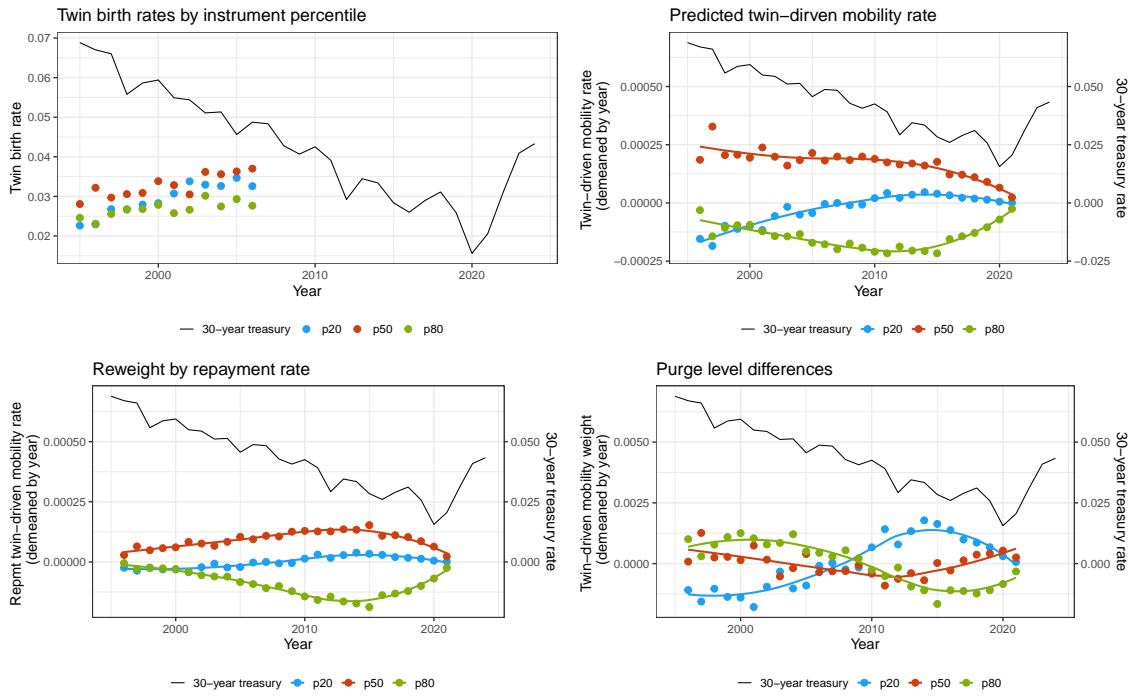 Twin birth rates by instrument percentile
Twin birth rate
0.07
0.06
0.05
0.04
0.03
0.02
2000
2010
2020
Year
30−year treasury
p20
p50
p80
Predicted twin−dirven mobility rate
Twin−driven mobility rate
(demeaned by year)
0.00050
0.00025
0.00000
−0.00025
0.050
0.025
0.000
−0.025
30−year treasury rate
2000
2010
2020
Year
30−year treasury
p20
p50
p80
Reweight by repayment rate
Repmt twin−driven mobility rate
(demeaned by year)
0.00050
0.00025
0.00000
0.050
0.025
0.000
30−year treasury rate
2000
2010
2020
Year
30−year treasury
p20
p50
p80
Purge level differences
Twin−driven mobility weight
0.0050
0.0025
0.0000
0.050
0.025
0.000
30−year treasury rate
2000
2010
2020
Year
30−year treasury
p20
p50
p80